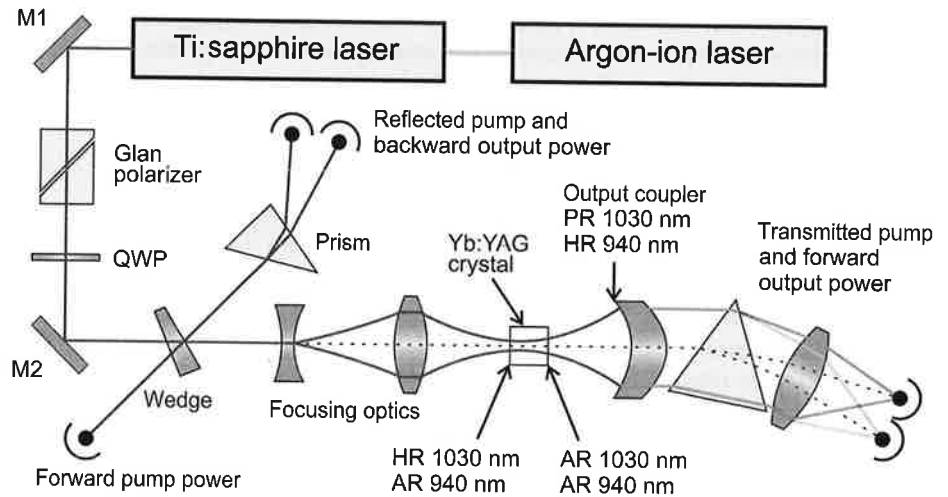 M1
Ti:sapphire laser
Argon-ion laser
Glan
polarizer
Reflected pump and
backward output power
QWP
Prism
Output coupler
PR 1030 nm
HR 940 nm
Yb:YAG
crystal
Transmitted pump
and forward
output power
M2
Wedge
Focusing optics
Forward pump power
HR 1030 nm
AR 940 nm
AR 1030 nm
AR 940 nm